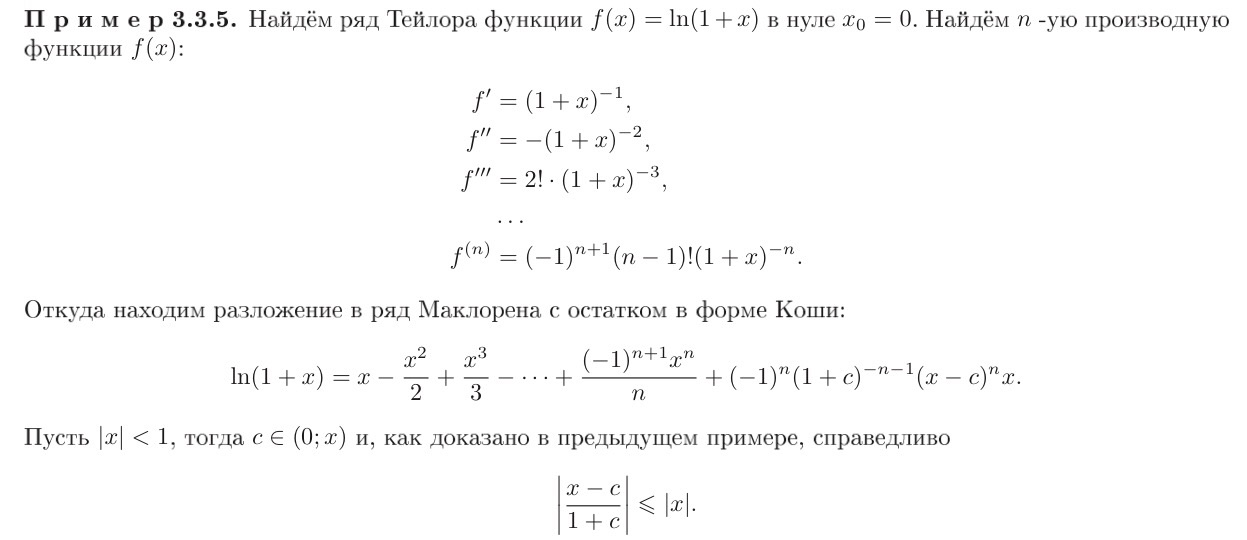 П р и м е р 3.3.5. Найдём ряд Тейлора функции f(x) = ln(1 + x) в нуле x₀ = 0. Найдём n -ую производную
функции f(x):
f′ = (1 + x)⁻¹,
f″ = −(1 + x)⁻²,
f‴ = 2! · (1 + x)⁻³,
. . .
f⁽ⁿ⁾ = (−1)ⁿ⁺¹(n − 1)!(1 + x)⁻ⁿ.
Откуда находим разложение в ряд Маклорена с остатком в форме Коши:
ln(1 + x) = x − x²/2 + x³/3 − · · · + (−1)ⁿ⁺¹xⁿ/n + (−1)ⁿ(1 + c)⁻ⁿ⁻¹(x − c)ⁿx.
Пусть |x| < 1, тогда c ∈ (0; x) и, как доказано в предыдущем примере, справедливо
|(x − c)/(1 + c)| ⩽ |x|.